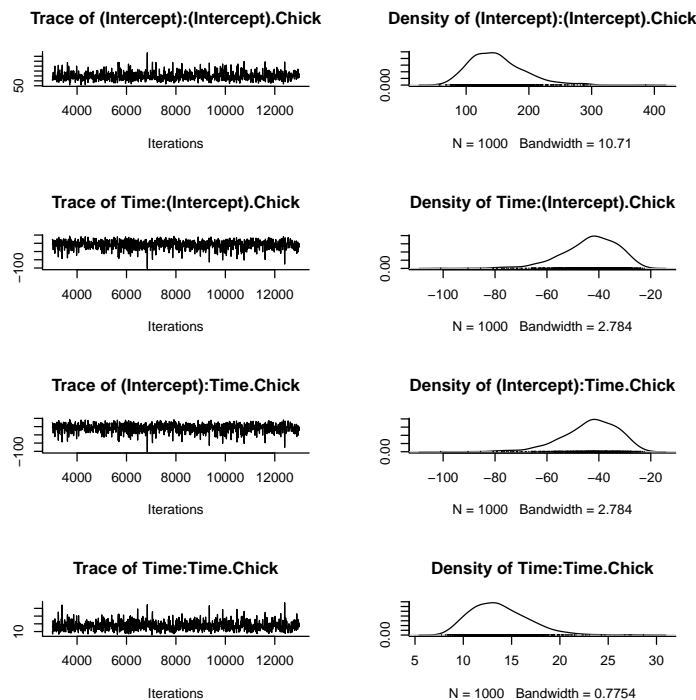 Trace of (Intercept):(Intercept).Chick
50
4000 6000 8000 10000 12000
Iterations
Density of (Intercept):(Intercept).Chick
0.000
100 200 300 400
N = 1000 Bandwidth = 10.71
Trace of Time:(Intercept).Chick
−100
4000 6000 8000 10000 12000
Iterations
Density of Time:(Intercept).Chick
0.00
−100 −80 −60 −40 −20
N = 1000 Bandwidth = 2.784
Trace of (Intercept):Time.Chick
−100
4000 6000 8000 10000 12000
Iterations
Density of (Intercept):Time.Chick
0.00
−100 −80 −60 −40 −20
N = 1000 Bandwidth = 2.784
Trace of Time:Time.Chick
10
4000 6000 8000 10000 12000
Iterations
Density of Time:Time.Chick
0.00
5 10 15 20 25 30
N = 1000 Bandwidth = 0.7754